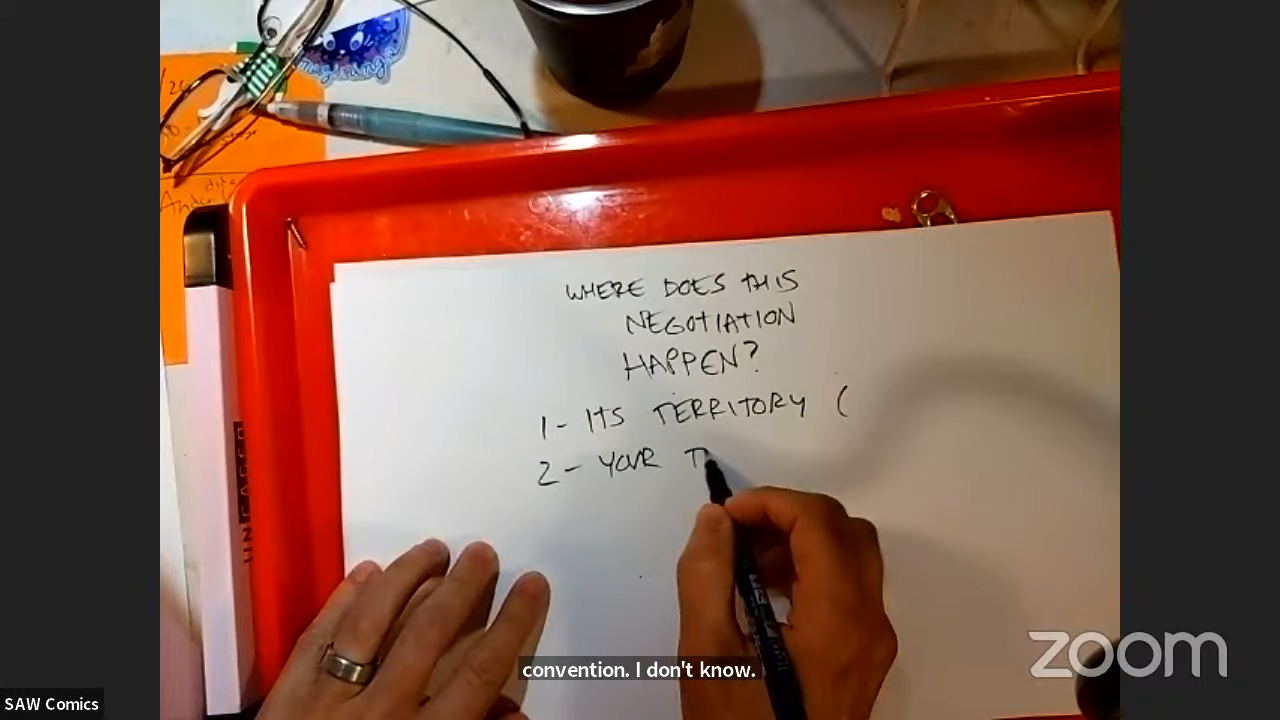 WHERE DOES THIS
NEGOTIATION
HAPPEN?
1- ITS TERRITORY (
2- YOUR T
convention. I don't know.
zoom
SAW Comics